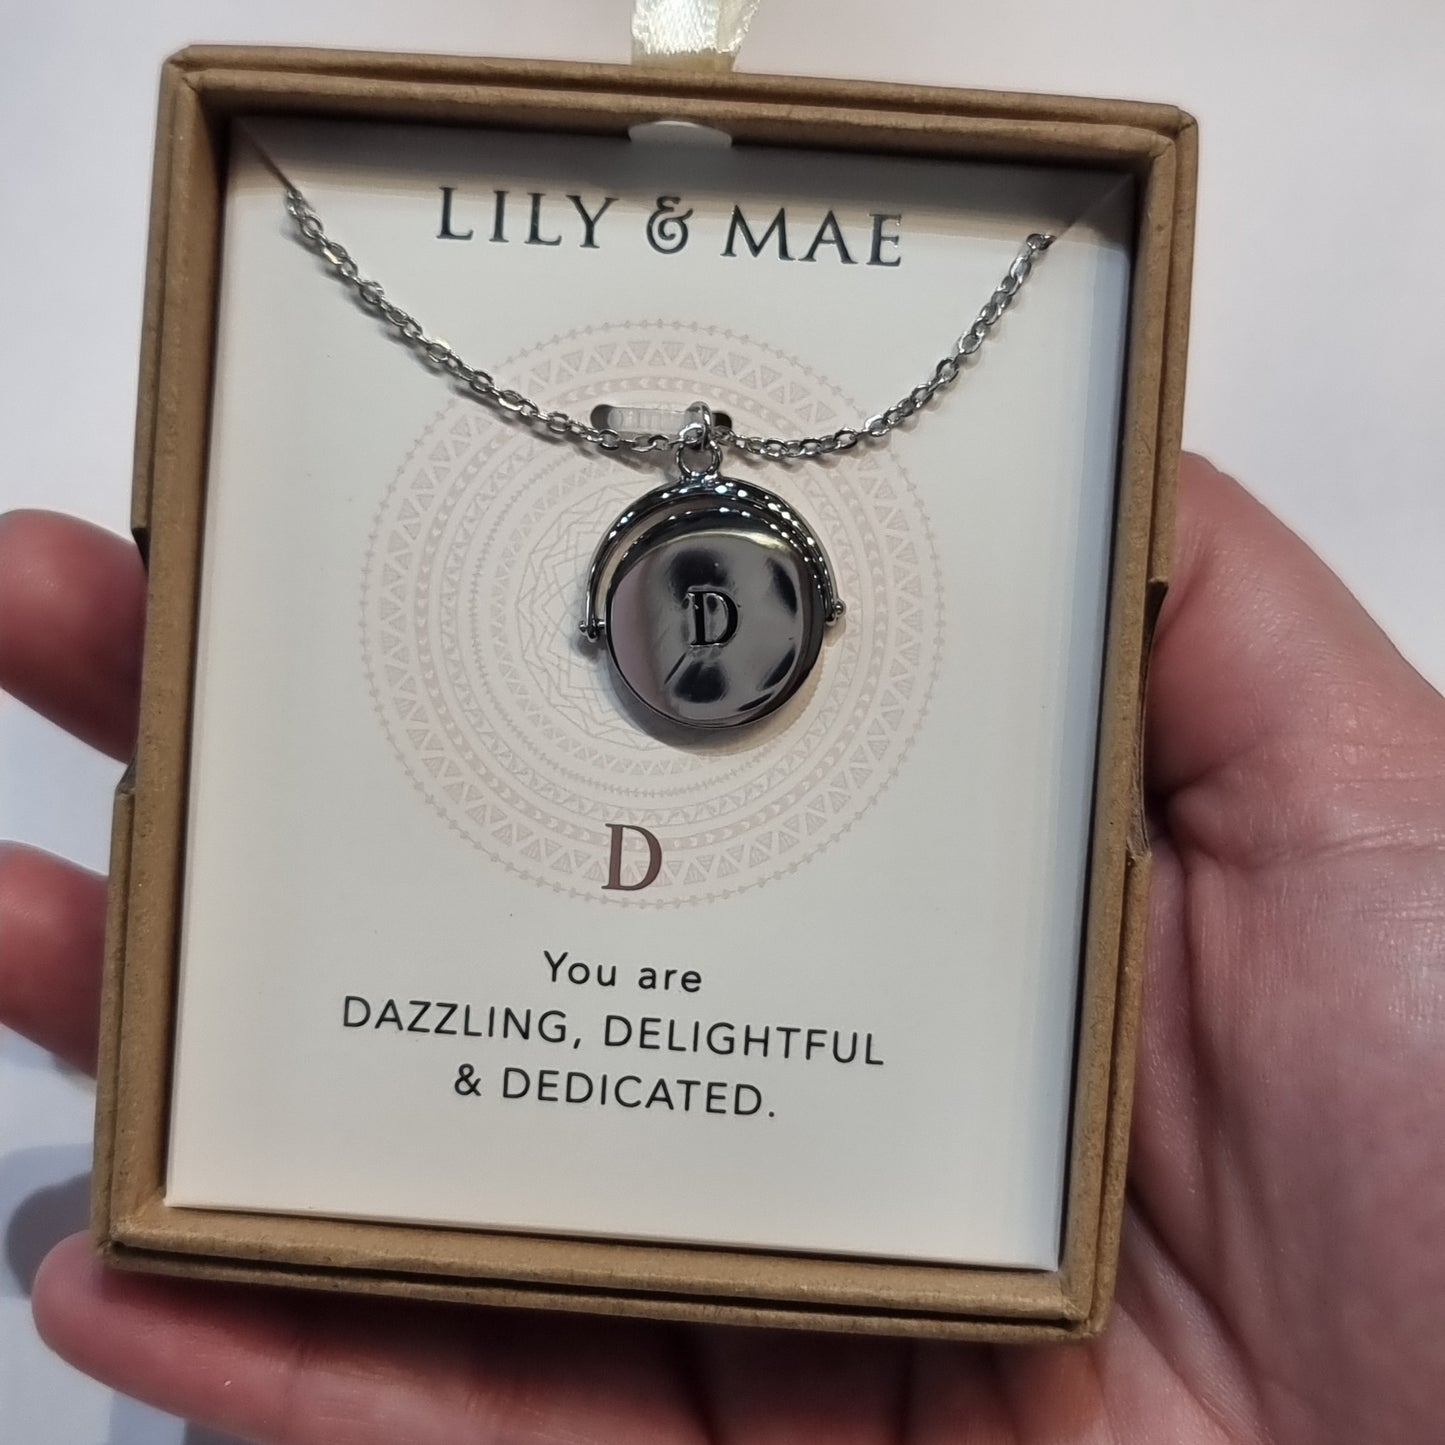 LILY & MAE
D
D
You are
DAZZLING, DELIGHTFUL
& DEDICATED.